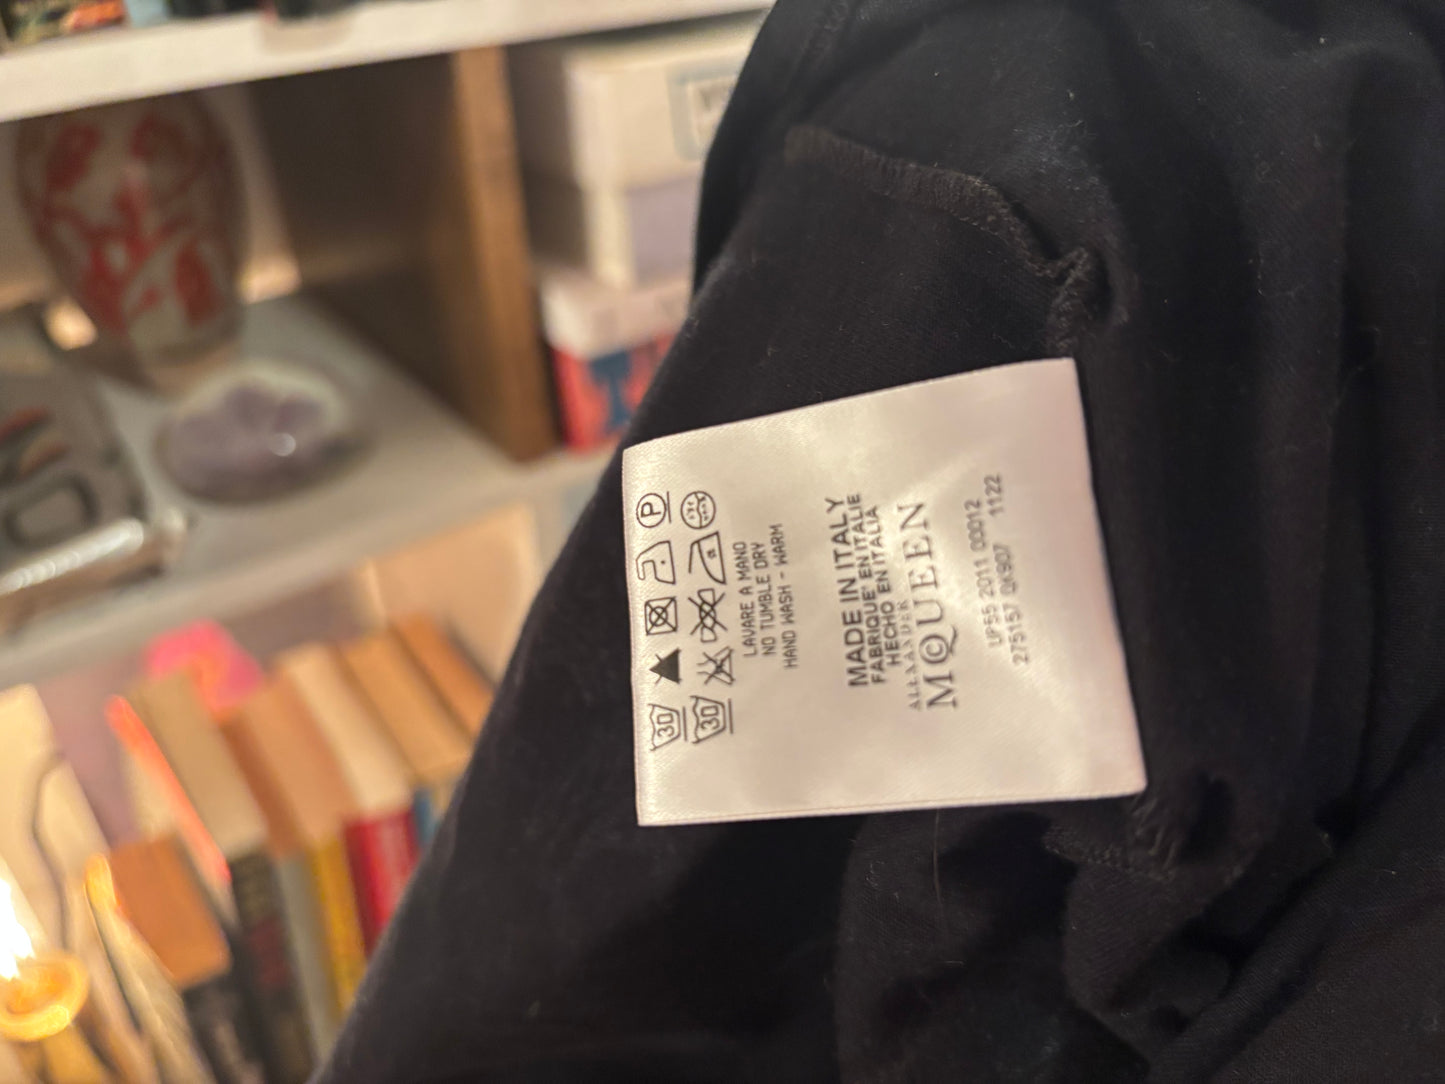 30 P
30
LAVARE A MANO
NO TUMBLE DRY
HAND WASH - WARM
MADE IN ITALY
FABRIQUE' EN ITALIE
HECHO EN ITALIA
ALEXANDER
MCQUEEN
UP55 2011 00012
275157 QK907 1122